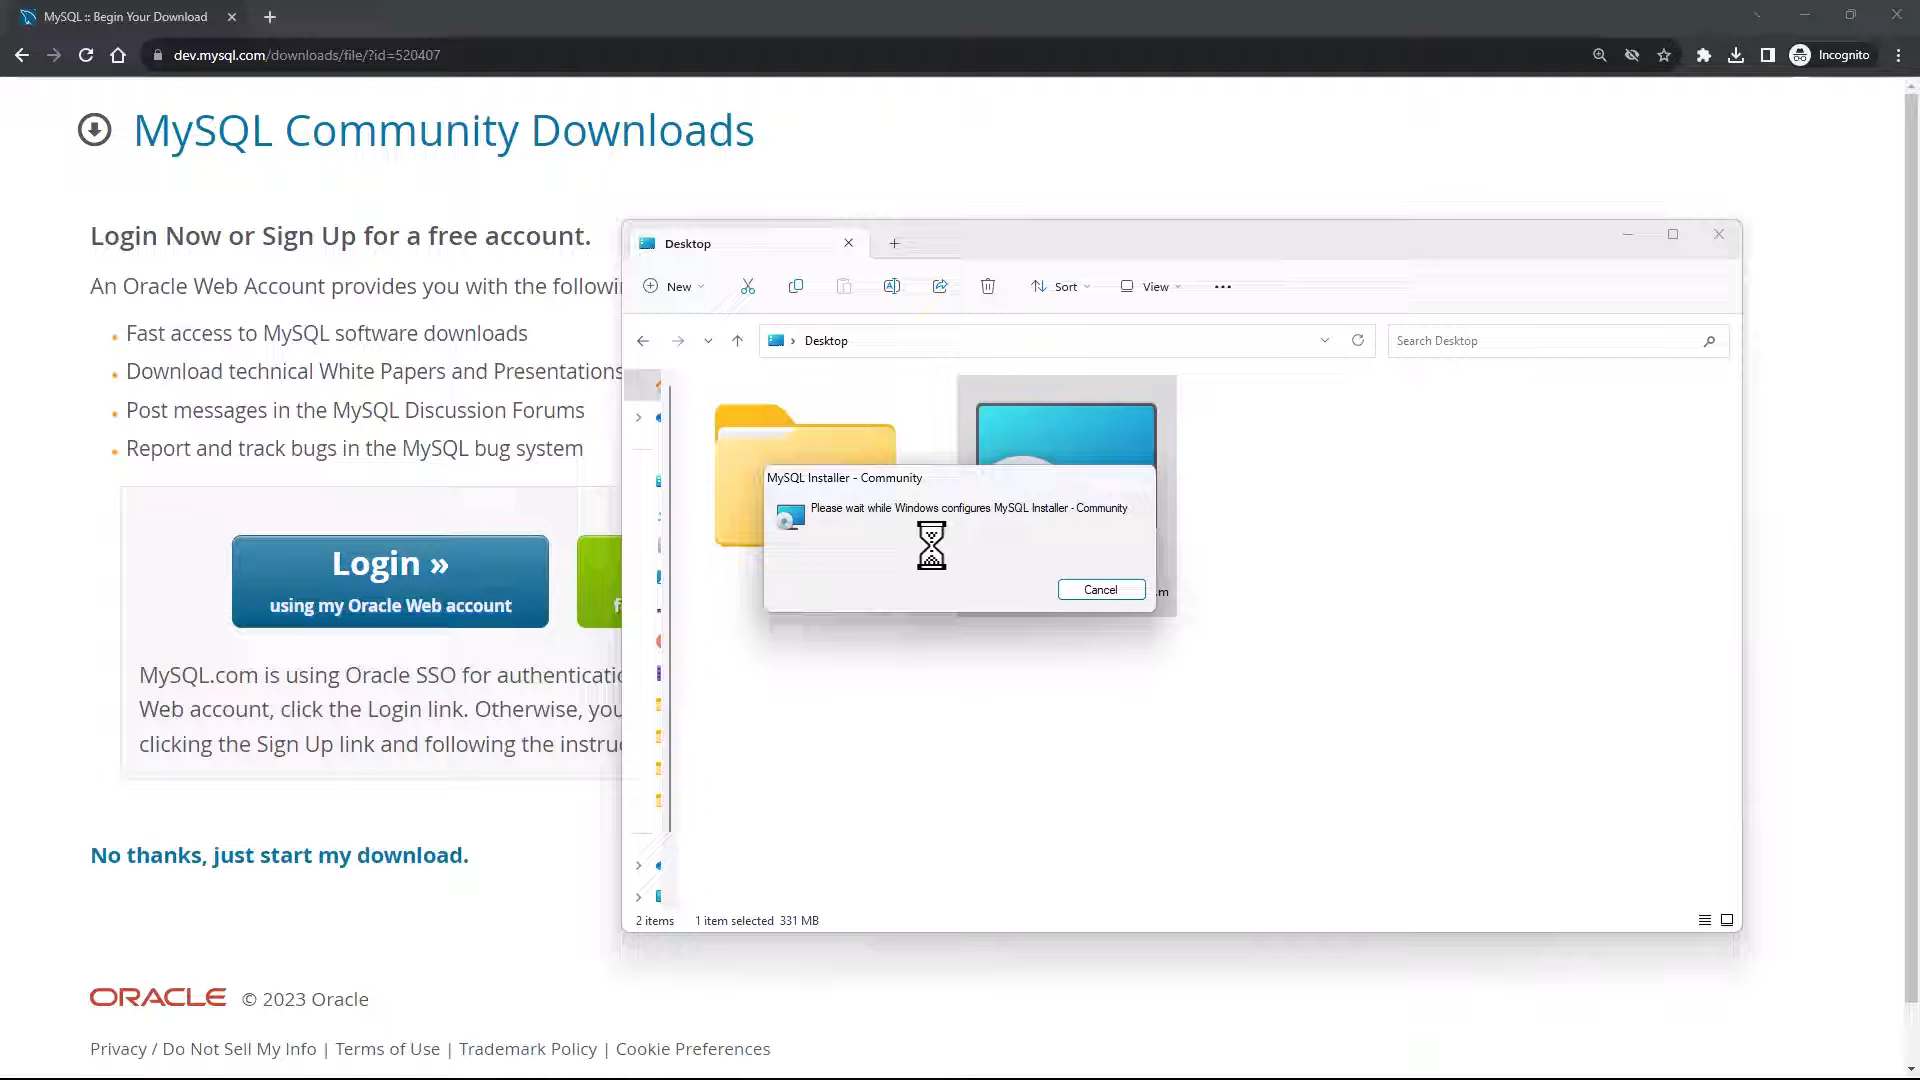 MySQL :: Begin Your Download
dev.mysql.com/downloads/file/?id=520407
Incognito
MySQL Community Downloads
Login Now or Sign Up for a free account.
An Oracle Web Account provides you with the followin
Fast access to MySQL software downloads
Download technical White Papers and Presentations
Post messages in the MySQL Discussion Forums
Report and track bugs in the MySQL bug system
Login »
using my Oracle Web account
f
MySQL.com is using Oracle SSO for authenticatio
Web account, click the Login link. Otherwise, you
clicking the Sign Up link and following the instruc
No thanks, just start my download.
ORACLE © 2023 Oracle
Privacy / Do Not Sell My Info | Terms of Use | Trademark Policy | Cookie Preferences
Desktop
New
Sort
View
Desktop
Search Desktop
MySQL Installer - Community
Please wait while Windows configures MySQL Installer - Community
Cancel
.m
2 items 1 item selected 331 MB